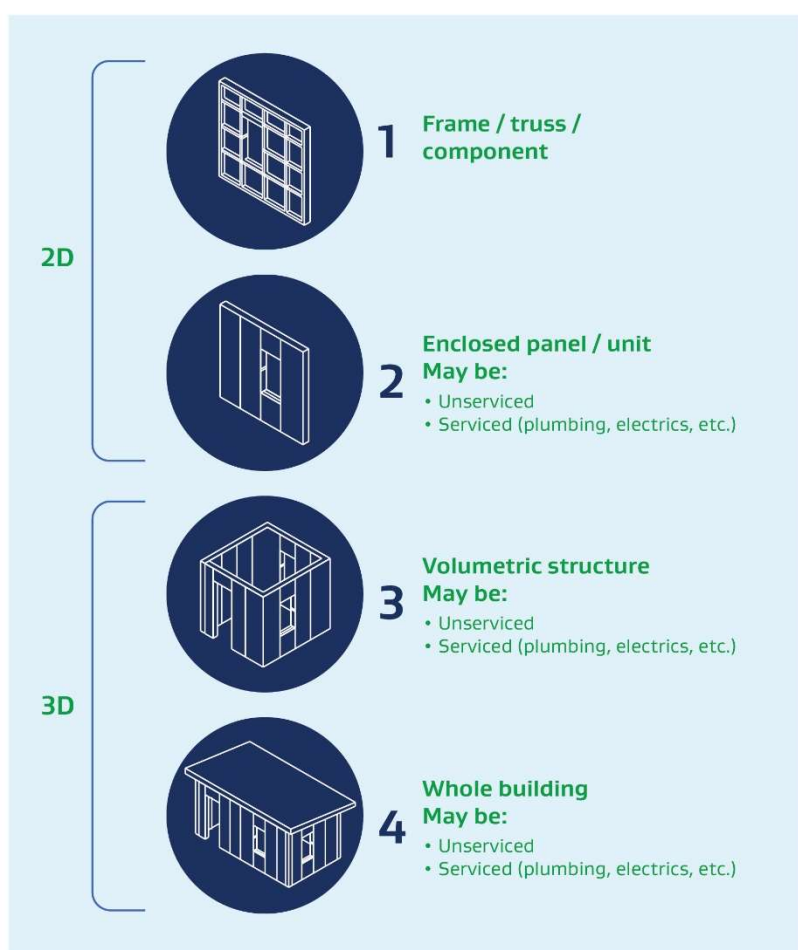 2D
1
Frame / truss /
component
2
Enclosed panel / unit
May be:
• Unserviced
• Serviced (plumbing, electrics, etc.)
3D
3
Volumetric structure
May be:
• Unserviced
• Serviced (plumbing, electrics, etc.)
4
Whole building
May be:
• Unserviced
• Serviced (plumbing, electrics, etc.)